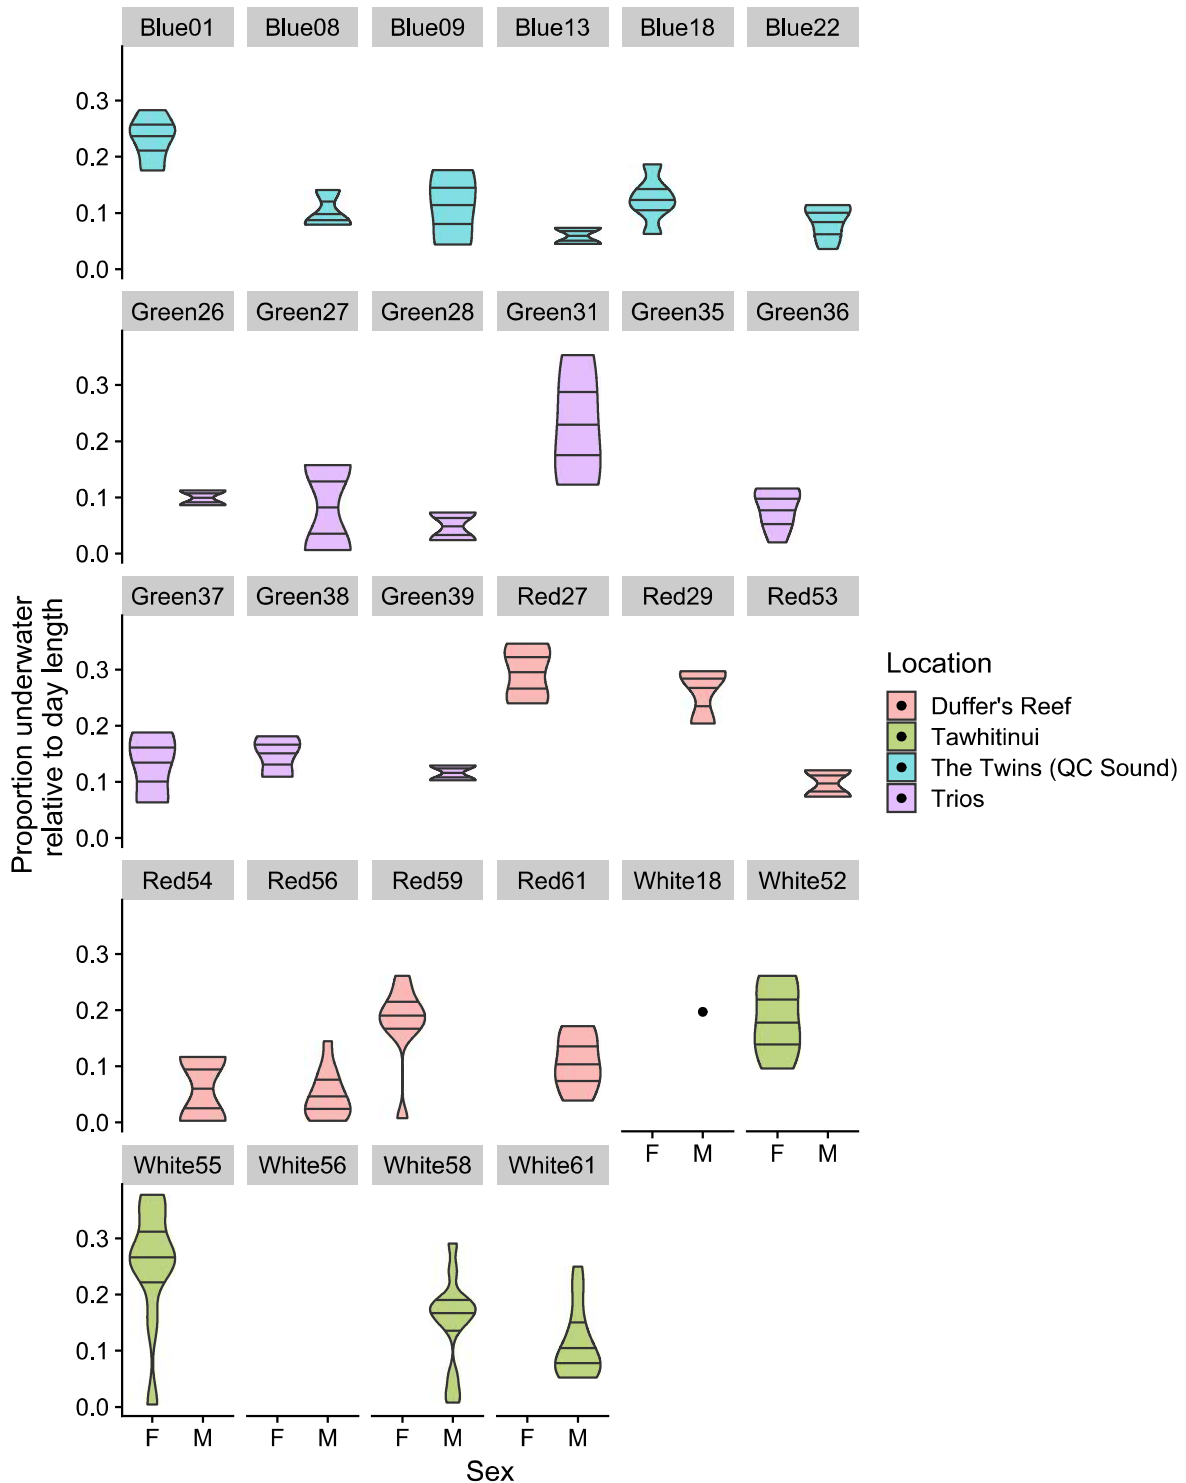 Blue01 Blue08 Blue09 Blue13 Blue18 Blue22
0.3
0.2
0.1
0.0
Green26 Green27 Green28 Green31 Green35 Green36
0.3
0.2
0.1
0.0
Green37 Green38 Green39 Red27 Red29 Red53
0.3
0.2
0.1
0.0
Red54 Red56 Red59 Red61 White18 White52
0.3
0.2
0.1
0.0
F M F M
White55 White56 White58 White61
0.3
0.2
0.1
0.0
F M F M F M F M
Sex
Proportion underwater
relative to day length
Location
Duffer's Reef
Tawhitinui
The Twins (QC Sound)
Trios